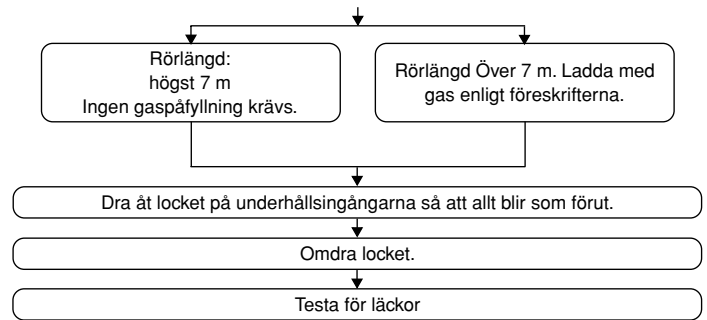 Rörlängd:
högst 7 m
Ingen gaspåfyllning krävs.
Rörlängd Över 7 m. Ladda med
gas enligt föreskrifterna.
Dra åt locket på underhållsingångarna så att allt blir som förut.
Omdra locket.
Testa för läckor